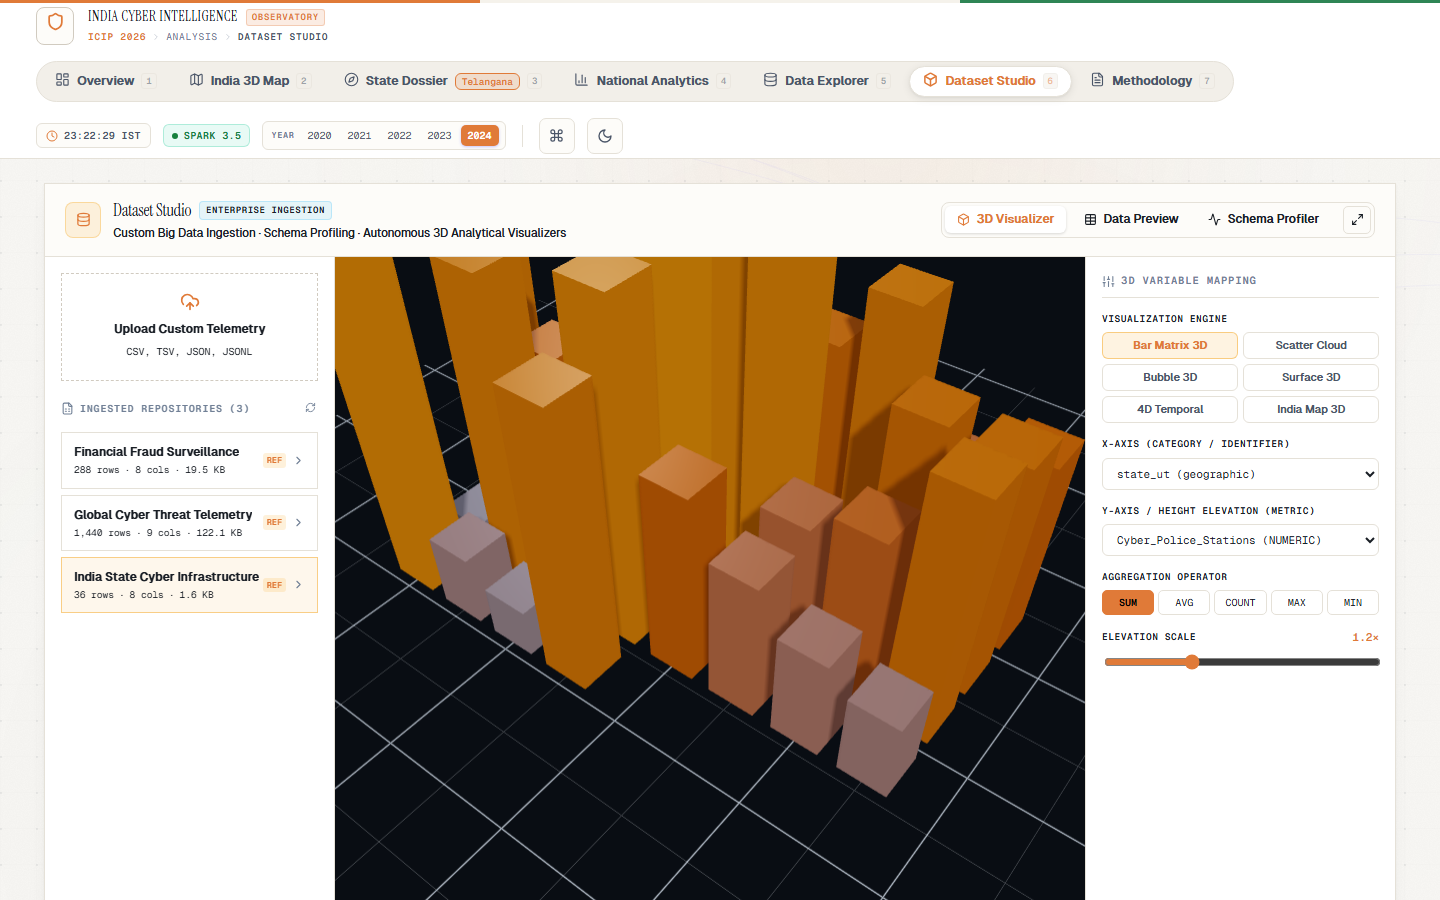 INDIA CYBER INTELLIGENCE OBSERVATORY
ICIP 2026 › ANALYSIS › DATASET STUDIO
Overview 1 India 3D Map 2 State Dossier Telangana 3 National Analytics 4 Data Explorer 5 Dataset Studio 6 Methodology 7
23:22:29 IST SPARK 3.5 YEAR 2020 2021 2022 2023 2024 ⌘
Dataset Studio ENTERPRISE INGESTION
Custom Big Data Ingestion · Schema Profiling · Autonomous 3D Analytical Visualizers
3D Visualizer Data Preview Schema Profiler
Upload Custom Telemetry
CSV, TSV, JSON, JSONL
INGESTED REPOSITORIES (3)
Financial Fraud Surveillance REF
288 rows · 8 cols · 19.5 KB
Global Cyber Threat Telemetry REF
1,440 rows · 9 cols · 122.1 KB
India State Cyber Infrastructure REF
36 rows · 8 cols · 1.6 KB
3D VARIABLE MAPPING
VISUALIZATION ENGINE
Bar Matrix 3D Scatter Cloud
Bubble 3D Surface 3D
4D Temporal India Map 3D
X-AXIS (CATEGORY / IDENTIFIER)
state_ut (geographic)
Y-AXIS / HEIGHT ELEVATION (METRIC)
Cyber_Police_Stations (NUMERIC)
AGGREGATION OPERATOR
SUM AVG COUNT MAX MIN
ELEVATION SCALE 1.2×